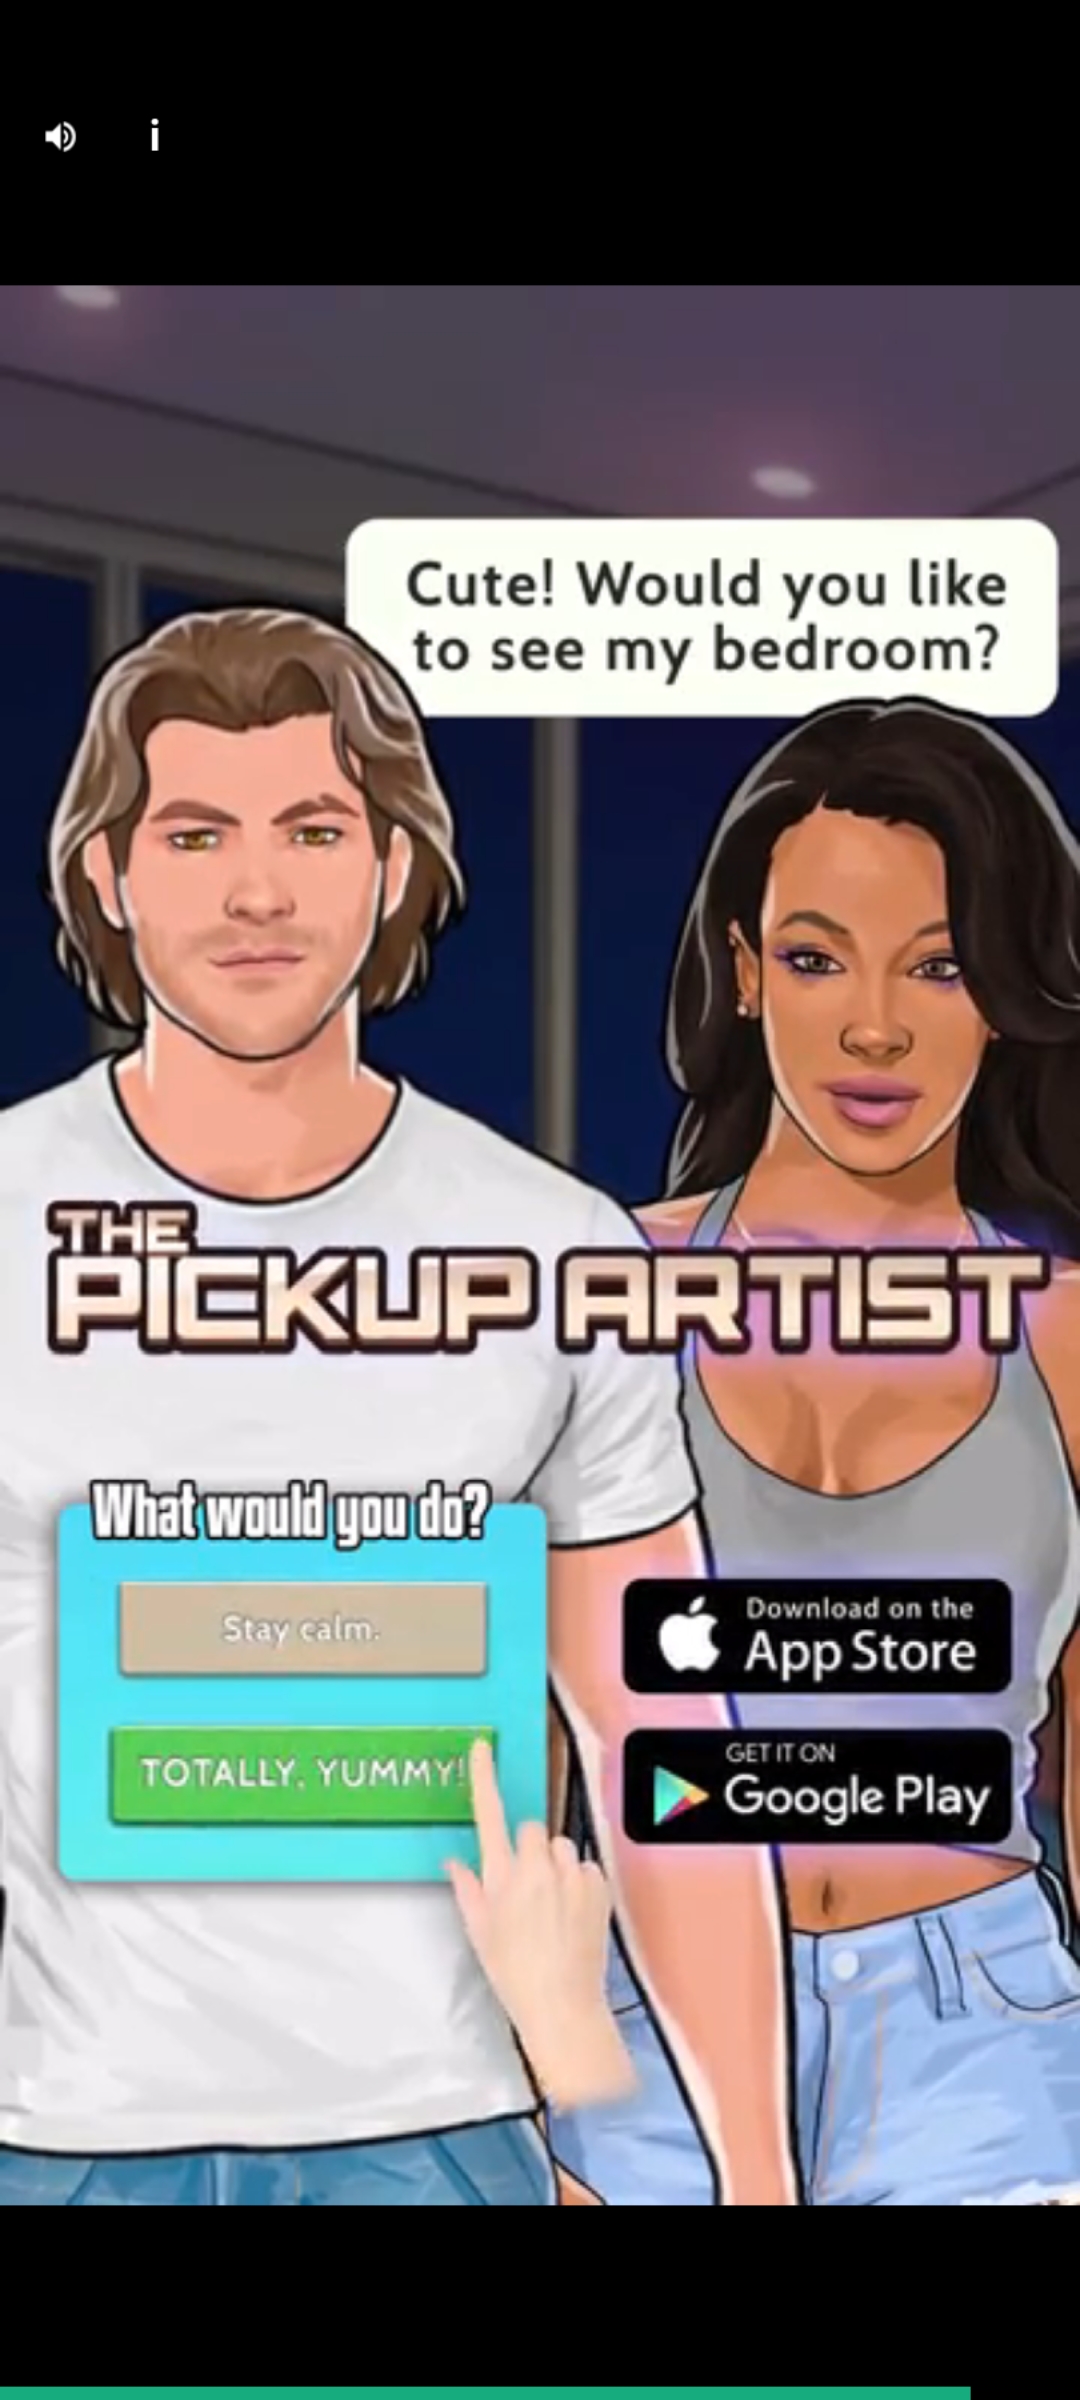 i
Cute! Would you like
to see my bedroom?
THE
PICKUP ARTIST
What would you do?
Stay calm.
TOTALLY, YUMMY!
Download on the
App Store
GET IT ON
Google Play